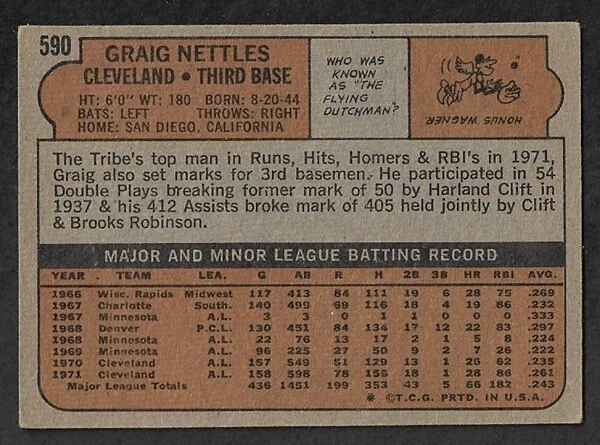 590
GRAIG NETTLES
CLEVELAND • THIRD BASE
HT: 6'0" WT: 180 BORN: 8-20-44
BATS: LEFT THROWS: RIGHT
HOME: SAN DIEGO, CALIFORNIA
WHO WAS
KNOWN
AS "THE
FLYING
DUTCHMAN?
HONUS WAGNER
The Tribe's top man in Runs, Hits, Homers & RBI's in 1971,
Graig also set marks for 3rd basemen. He participated in 54
Double Plays breaking former mark of 50 by Harland Clift in
1937 & his 412 Assists broke mark of 405 held jointly by Clift
& Brooks Robinson.
MAJOR AND MINOR LEAGUE BATTING RECORD
YEAR TEAM LEA. G AB R H 2B 3B HR RBI AVG.
1966 Wisc. Rapids Midwest 117 413 84 111 19 6 28 75 .269
1967 Charlotte South. 140 499 69 116 18 4 19 86 .232
1967 Minnesota A.L. 3 3 0 1 1 0 0 0 .333
1968 Denver P.C.L. 130 451 84 134 17 12 22 83 .297
1968 Minnesota A.L. 22 76 13 17 2 1 5 8 .224
1969 Minnesota A.L. 96 225 27 50 9 2 7 26 .222
1970 Cleveland A.L. 157 549 81 129 13 1 26 62 .235
1971 Cleveland A.L. 158 598 78 156 18 1 28 86 .261
Major League Totals 436 1451 199 353 43 5 66 182 .243
* ©T.C.G. PRTD. IN U.S.A.